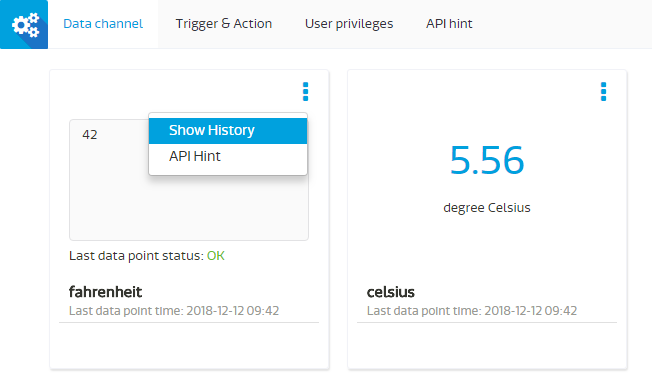 Data channel Trigger & Action User privileges API hint
42
Show History
API Hint
Last data point status: OK
fahrenheit
Last data point time: 2018-12-12 09:42
5.56
degree Celsius
celsius
Last data point time: 2018-12-12 09:42